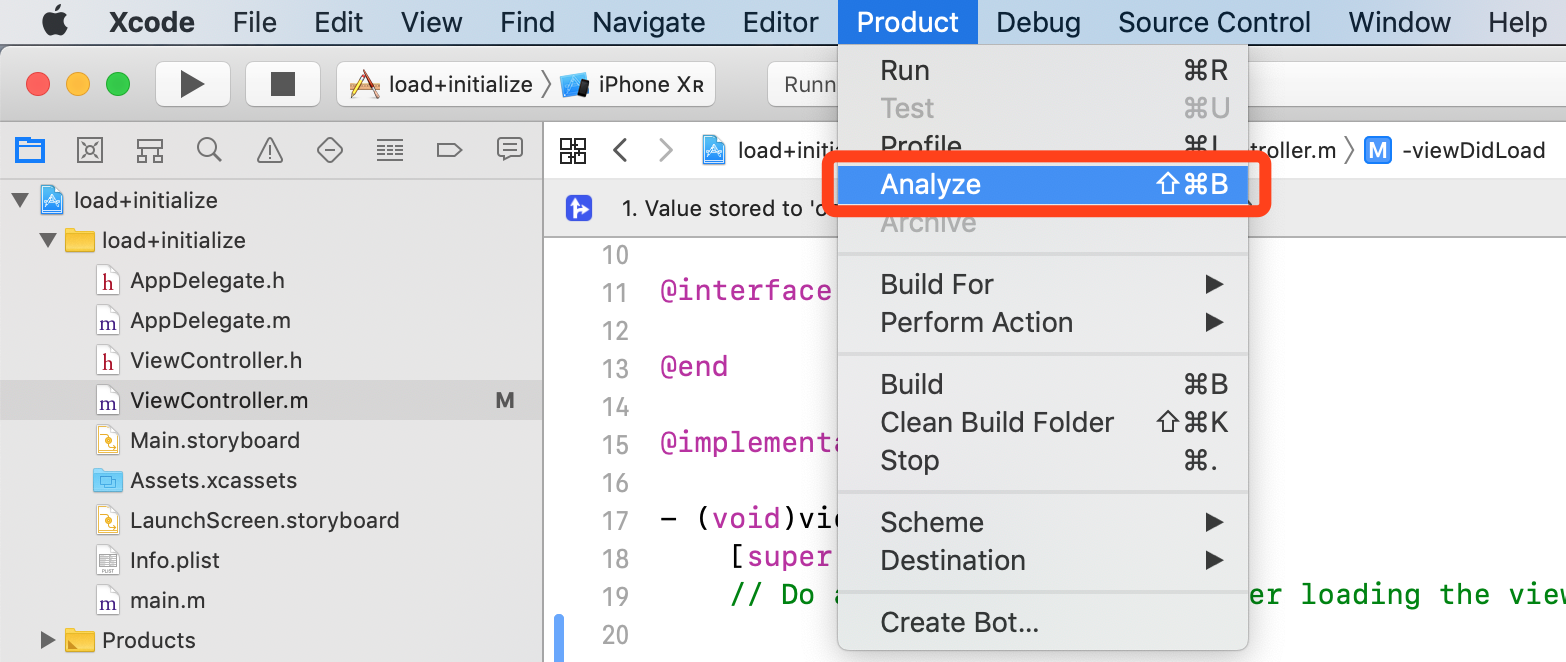 Xcode File Edit View Find Navigate Editor Product Debug Source Control Window Help
load+initialize iPhone XR Runn
load+initi troller.m M -viewDidLoad
1. Value stored to 'o
Run ⌘R
Test ⌘U
Profile ⌘I
Analyze ⇧⌘B
Archive
Build For ▶
Perform Action ▶
Build ⌘B
Clean Build Folder ⇧⌘K
Stop ⌘.
Scheme ▶
Destination ▶
Create Bot...
load+initialize
load+initialize
h AppDelegate.h
m AppDelegate.m
h ViewController.h
m ViewController.m M
Main.storyboard
Assets.xcassets
LaunchScreen.storyboard
PLIST Info.plist
m main.m
Products
10
11 @interface
12
13 @end
14
15 @implementa
16
17 - (void)vie
18 [super
19 // Do a er loading the view
20